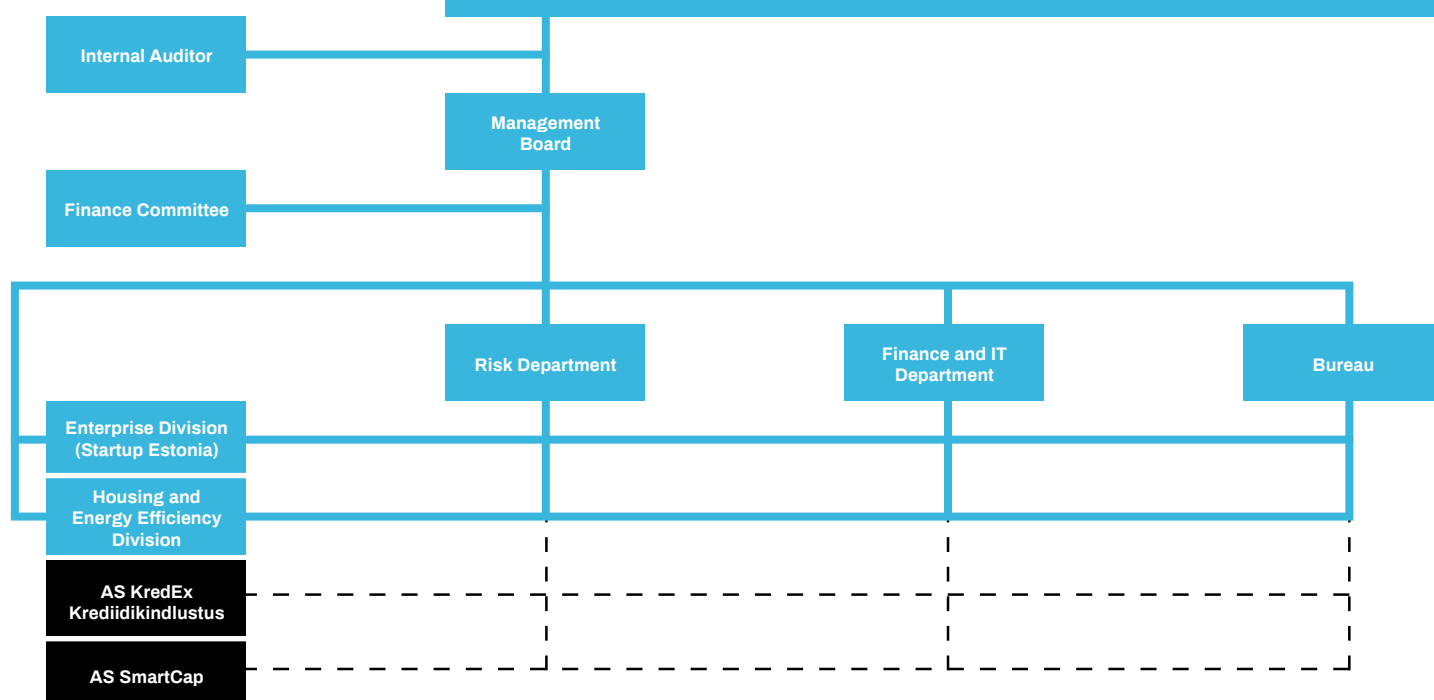 Internal Auditor
Management
Board
Finance Committee
Risk Department
Finance and IT
Department
Bureau
Enterprise Division
(Startup Estonia)
Housing and
Energy Efficiency
Division
AS KredEx
Krediidikindlustus
AS SmartCap